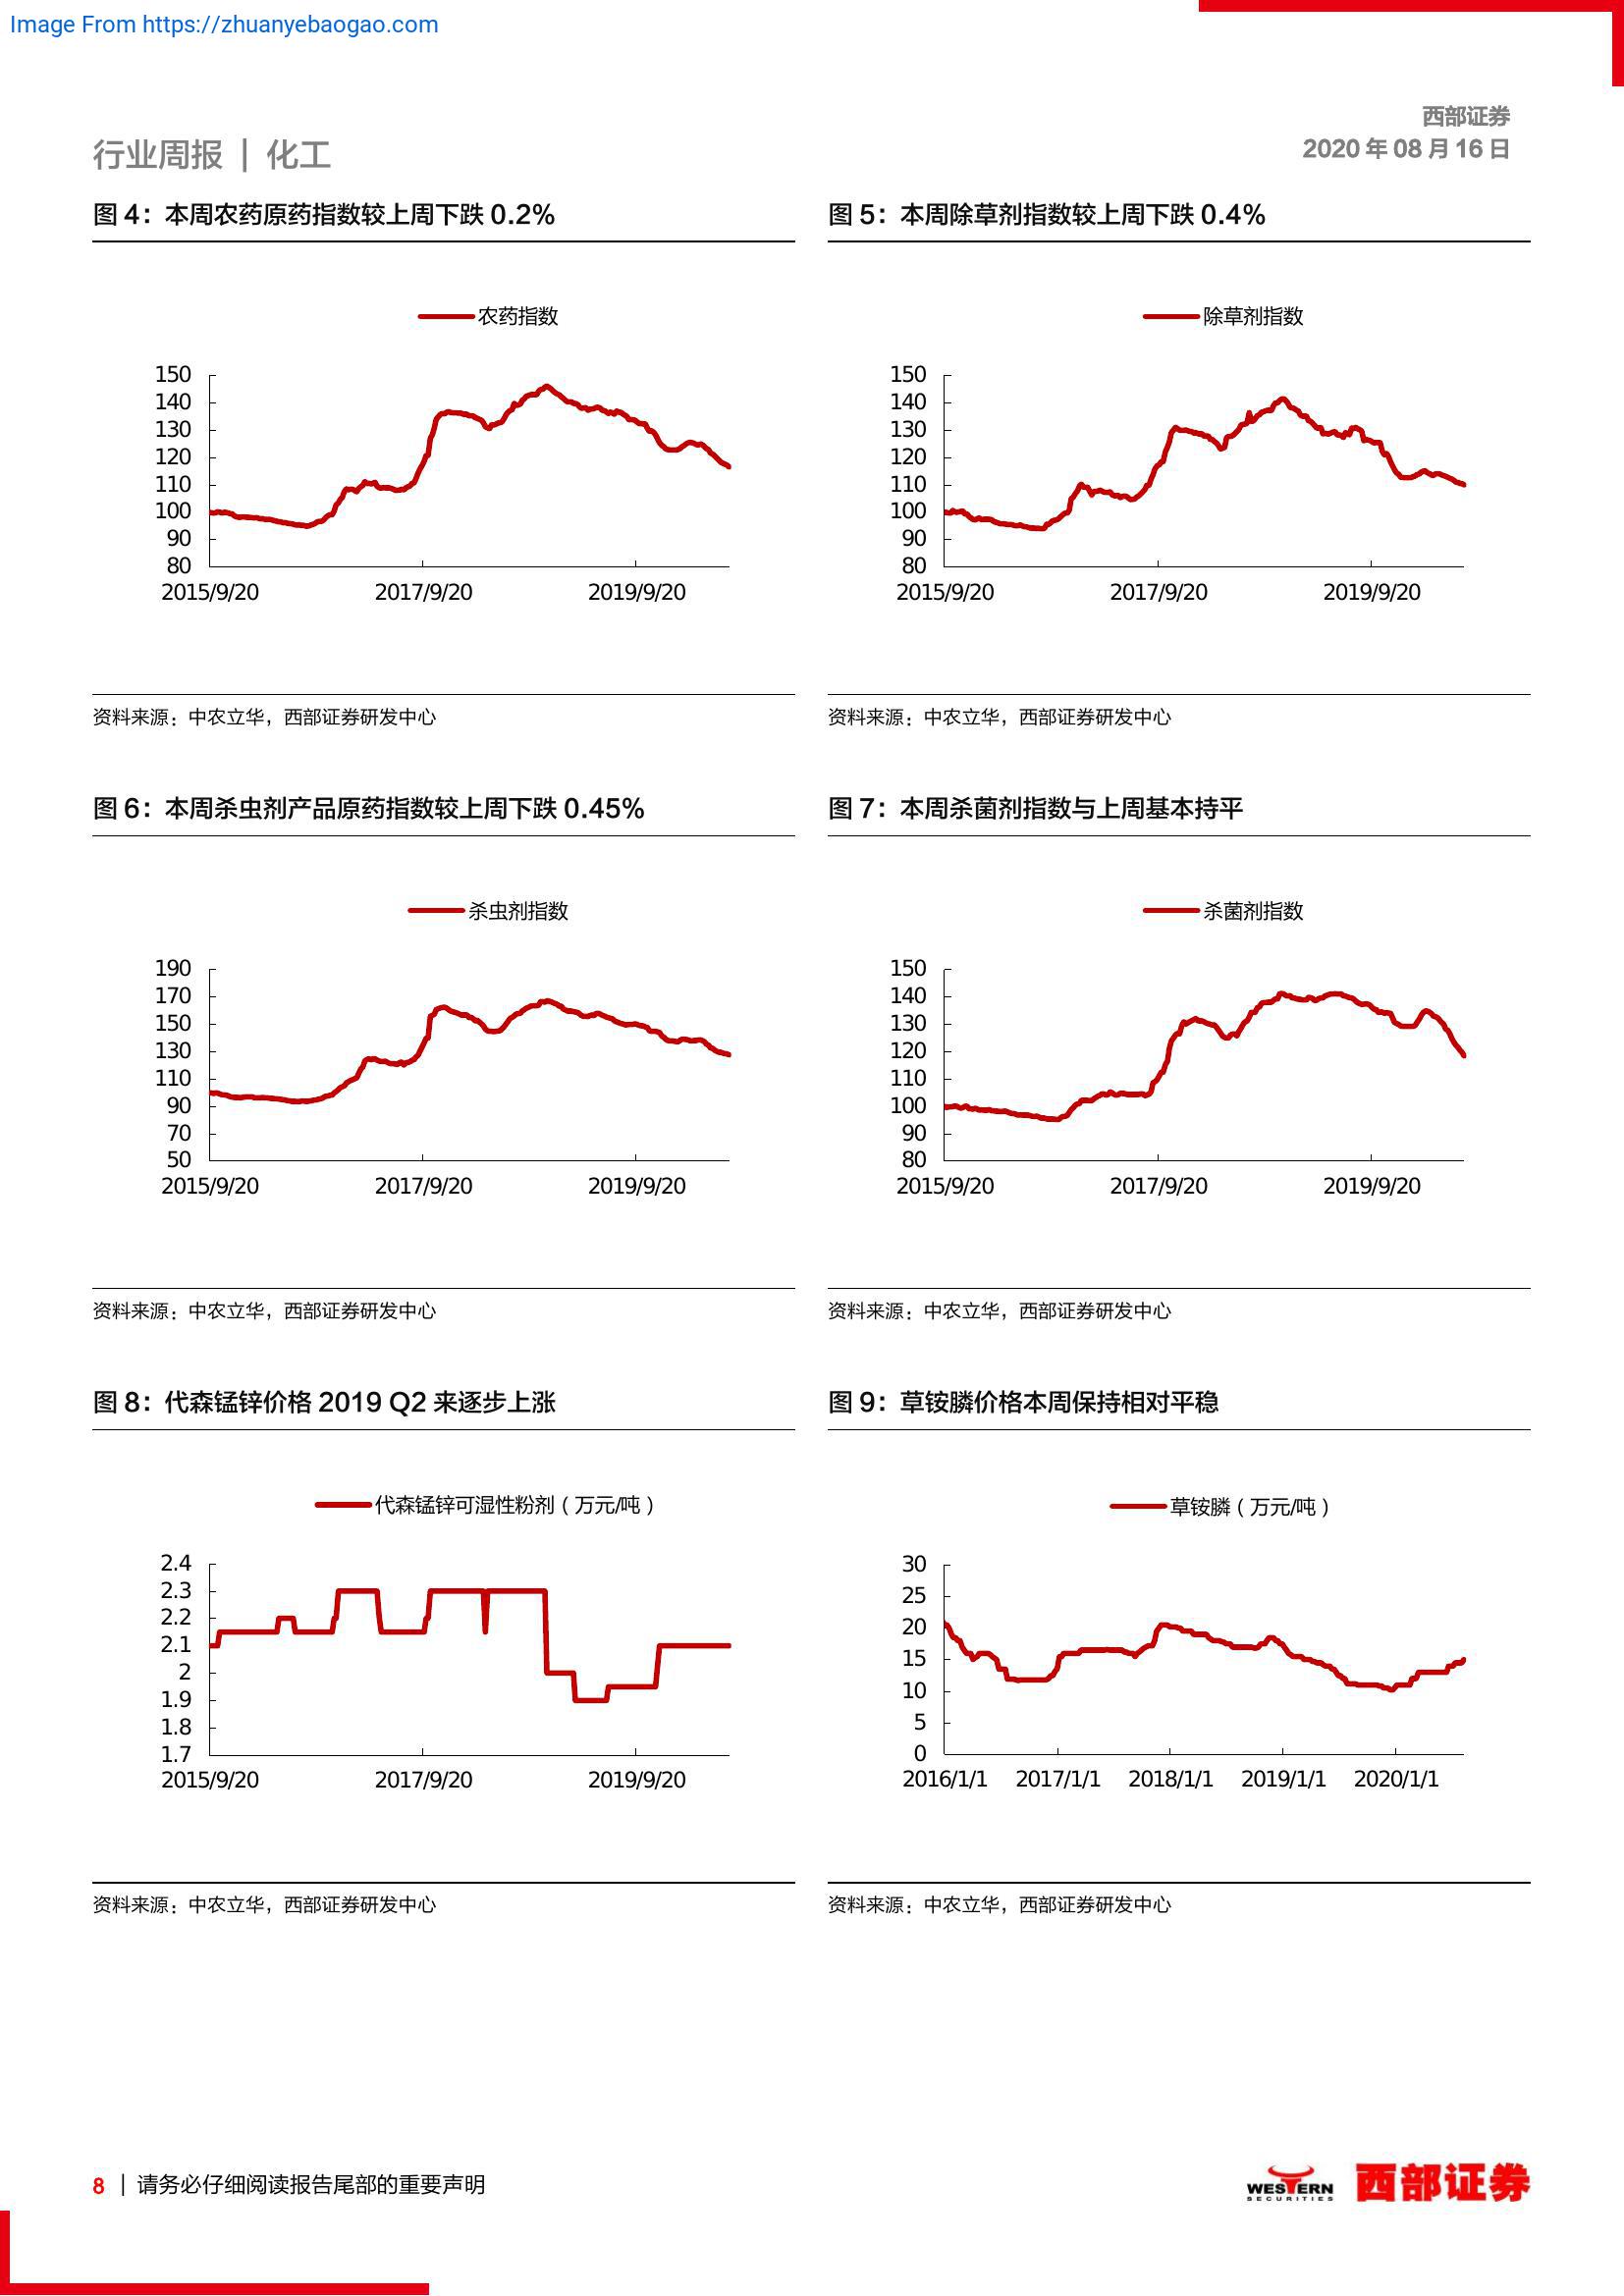 Image From https://zhuanyebaogao.com
西部证券
行业周报 | 化工
2020 年 08 月 16 日
图 4：本周农药原药指数较上周下跌 0.2%
农药指数
150
140
130
120
110
100
90
80
2015/9/20 2017/9/20 2019/9/20
资料来源：中农立华，西部证券研发中心
图 5：本周除草剂指数较上周下跌 0.4%
除草剂指数
150
140
130
120
110
100
90
80
2015/9/20 2017/9/20 2019/9/20
资料来源：中农立华，西部证券研发中心
图 6：本周杀虫剂产品原药指数较上周下跌 0.45%
杀虫剂指数
190
170
150
130
110
90
70
50
2015/9/20 2017/9/20 2019/9/20
资料来源：中农立华，西部证券研发中心
图 7：本周杀菌剂指数与上周基本持平
杀菌剂指数
150
140
130
120
110
100
90
80
2015/9/20 2017/9/20 2019/9/20
资料来源：中农立华，西部证券研发中心
图 8：代森锰锌价格 2019 Q2 来逐步上涨
代森锰锌可湿性粉剂（万元/吨）
2.4
2.3
2.2
2.1
2
1.9
1.8
1.7
2015/9/20 2017/9/20 2019/9/20
资料来源：中农立华，西部证券研发中心
图 9：草铵膦价格本周保持相对平稳
草铵膦（万元/吨）
30
25
20
15
10
5
0
2016/1/1 2017/1/1 2018/1/1 2019/1/1 2020/1/1
资料来源：中农立华，西部证券研发中心
8 | 请务必仔细阅读报告尾部的重要声明
WESTERN
SECURITIES
西部证券